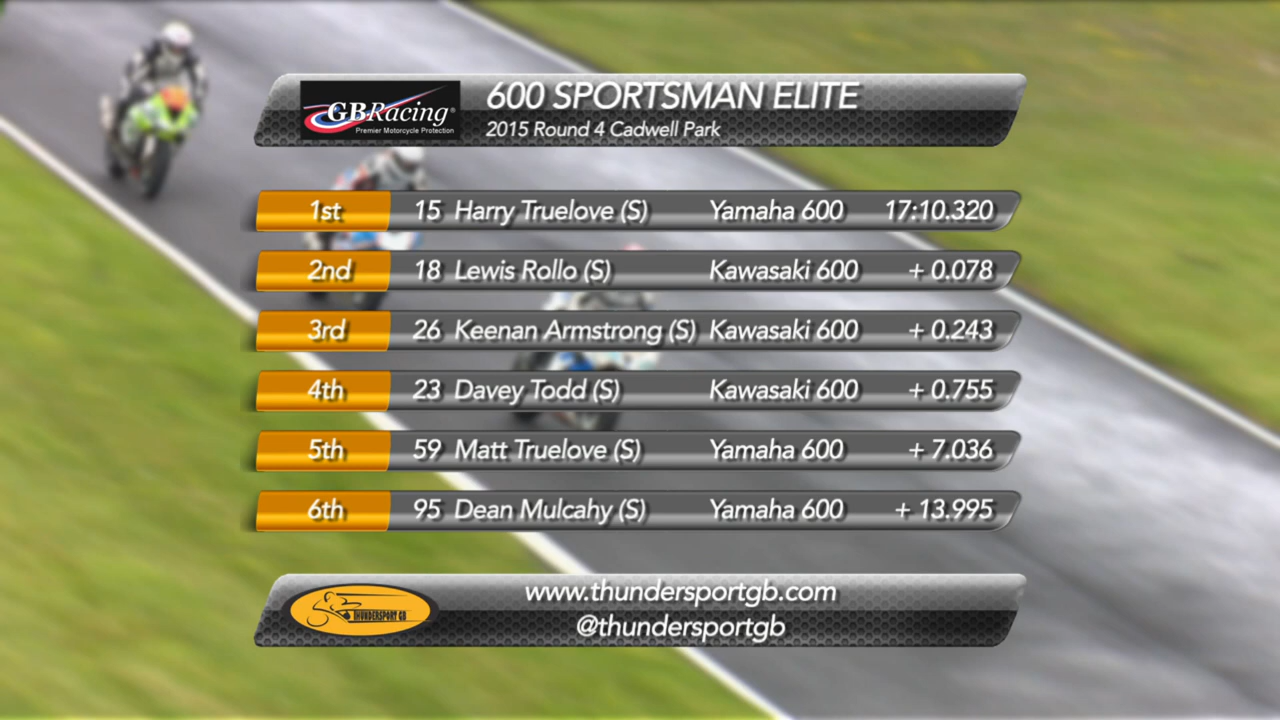 GBRacing®
Premier Motorcycle Protection
600 SPORTSMAN ELITE
2015 Round 4 Cadwell Park
1st 15 Harry Truelove (S) Yamaha 600 17:10.320
2nd 18 Lewis Rollo (S) Kawasaki 600 + 0.078
3rd 26 Keenan Armstrong (S) Kawasaki 600 + 0.243
4th 23 Davey Todd (S) Kawasaki 600 + 0.755
5th 59 Matt Truelove (S) Yamaha 600 + 7.036
6th 95 Dean Mulcahy (S) Yamaha 600 + 13.995
THUNDERSPORT GB
www.thundersportgb.com
@thundersportgb